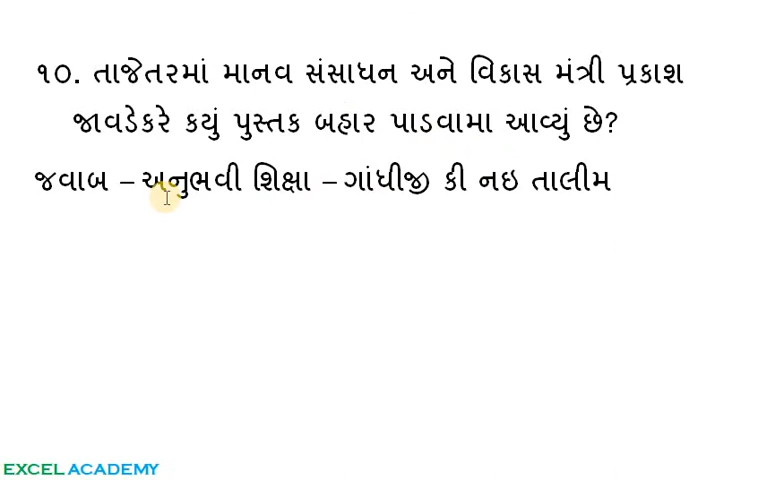 ૧૦. તાજેતરમાં માનવ સંસાધન અને વિકાસ મંત્રી પ્રકાશ
જાવડેકરે કયું પુસ્તક બહાર પાડવામા આવ્યું છે?
જવાબ – અનુભવી શિક્ષા – ગાંધીજી કી નઇ તાલીમ
EXCEL ACADEMY